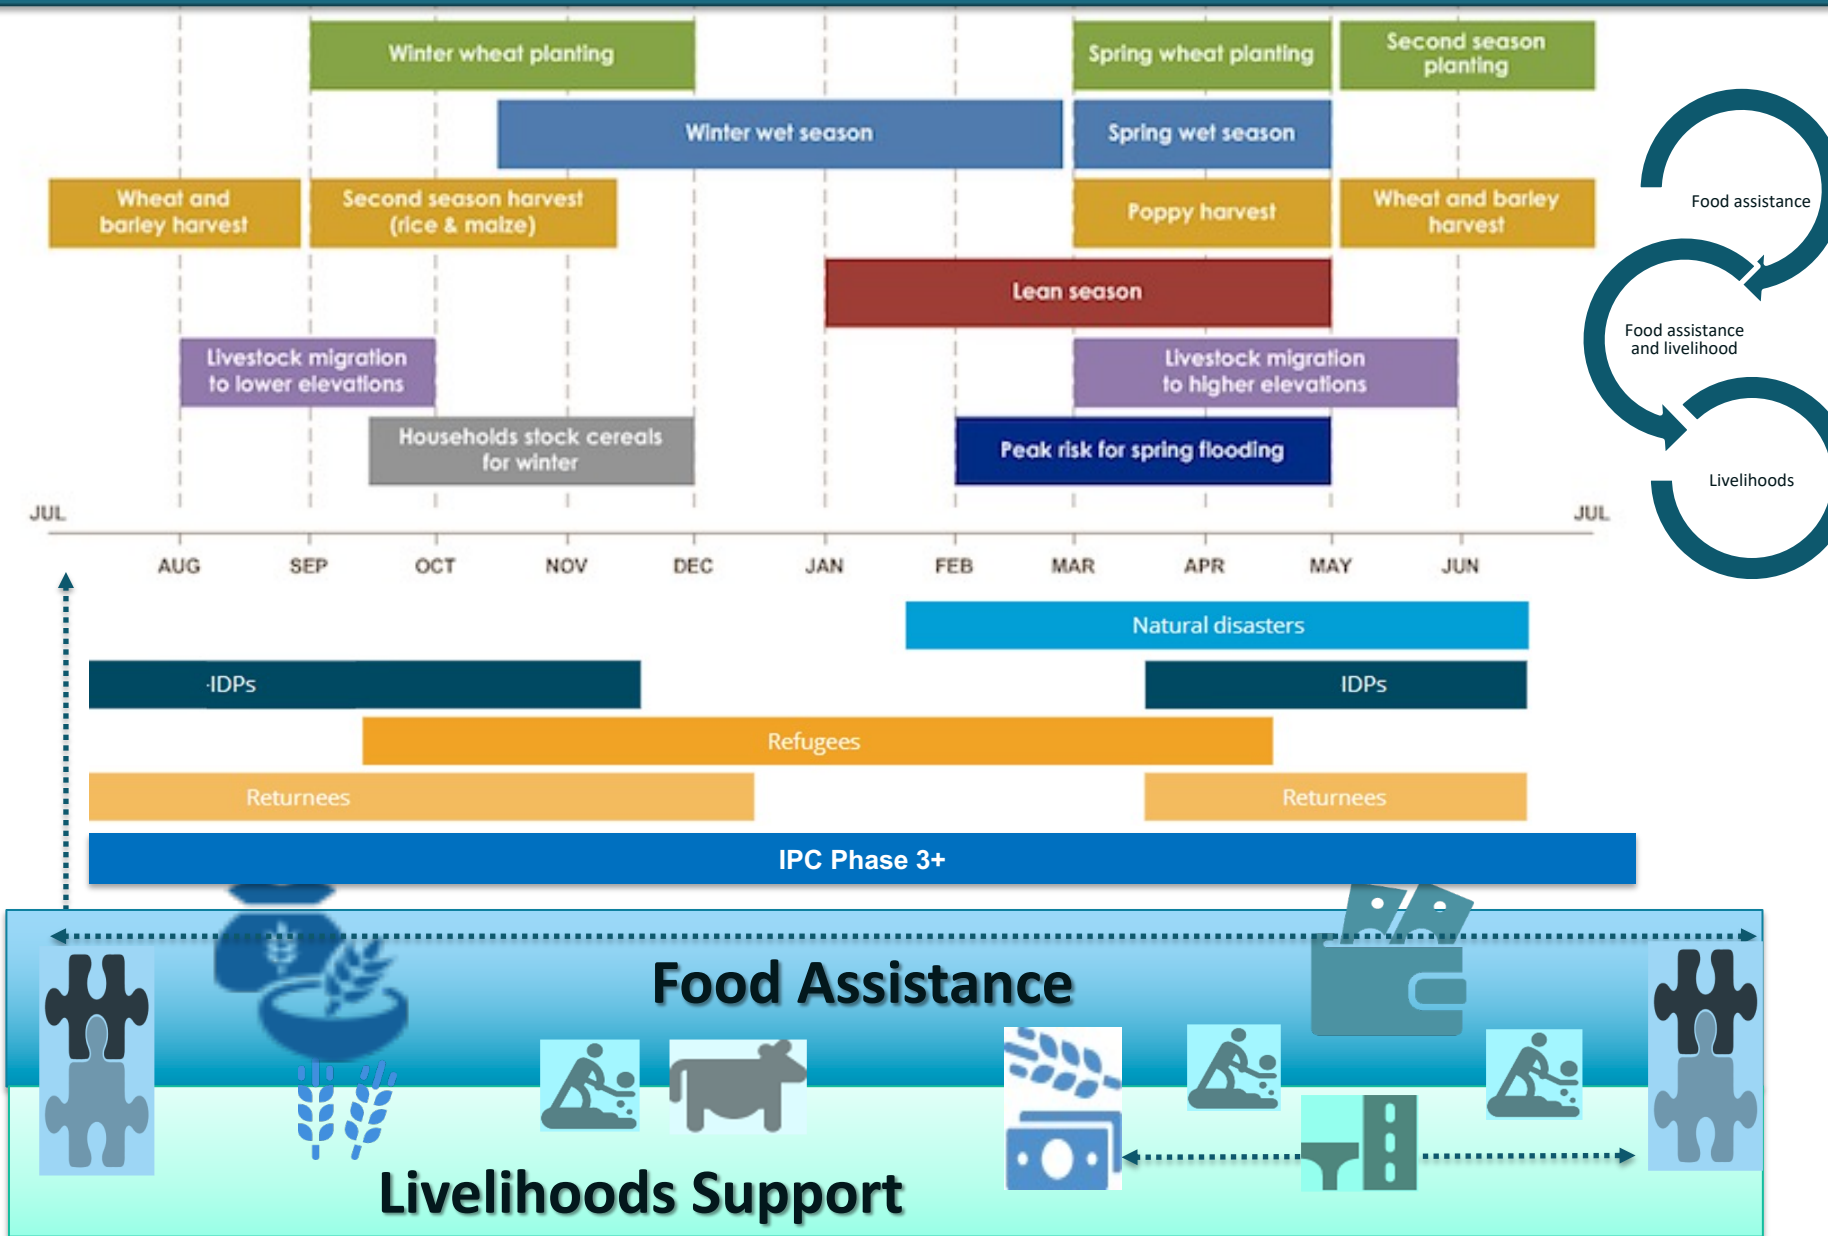 Winter wheat planting
Spring wheat planting
Second season
planting
Winter wet season
Spring wet season
Wheat and
barley harvest
Second season harvest
(rice & maize)
Poppy harvest
Wheat and barley
harvest
Lean season
Livestock migration
to lower elevations
Livestock migration
to higher elevations
Households stock cereals
for winter
Peak risk for spring flooding
JUL
JUL
AUG
SEP
OCT
NOV
DEC
JAN
FEB
MAR
APR
MAY
JUN
Food assistance
Food assistance
and livelihood
Livelihoods
Natural disasters
-IDPs
IDPs
Refugees
Returnees
Returnees
IPC Phase 3+
Food Assistance
Livelihoods Support